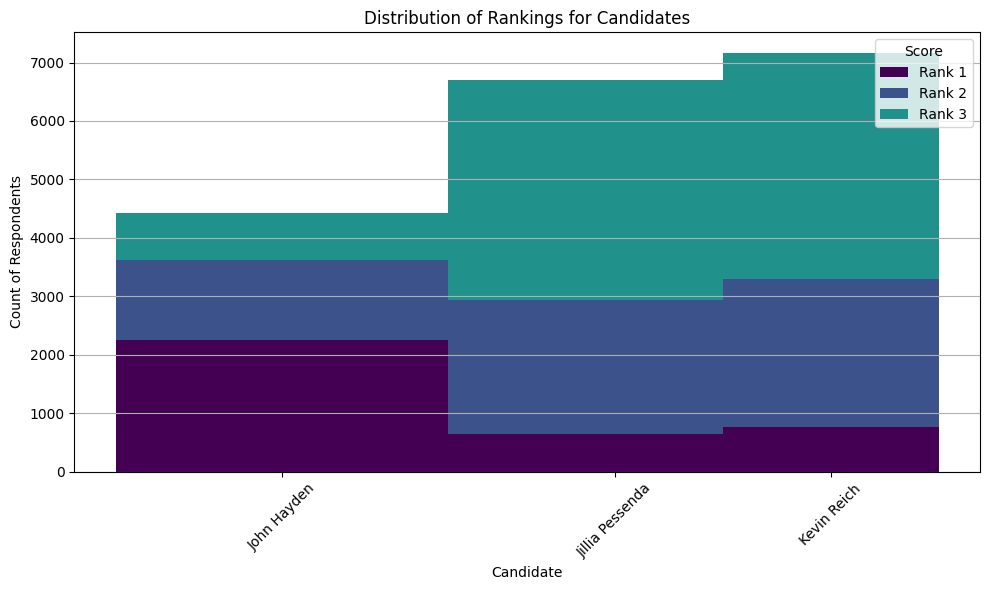 Distribution of Rankings for Candidates
Score
Rank 1
Rank 2
Rank 3
Count of Respondents
7000
6000
5000
4000
3000
2000
1000
0
John Hayden
Jillia Pessenda
Kevin Reich
Candidate